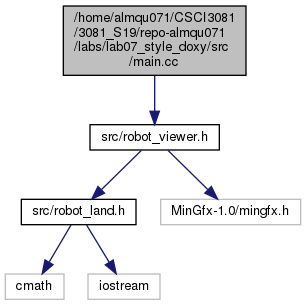 /home/almqu071/CSCI3081
/3081_S19/repo-almqu071
/labs/lab07_style_doxy/src
/main.cc
src/robot_viewer.h
src/robot_land.h
MinGfx-1.0/mingfx.h
cmath
iostream